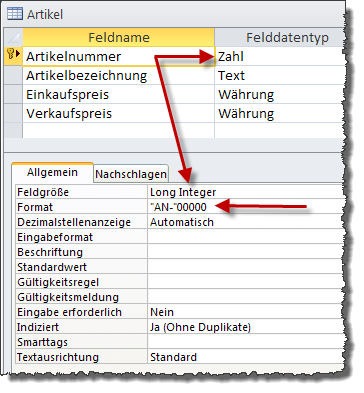 Artikel
Feldname Felddatentyp
Artikelnummer Zahl
Artikelbezeichnung Text
Einkaufspreis Währung
Verkaufspreis Währung
Allgemein Nachschlagen
Feldgröße Long Integer
Format "AN-"00000
Dezimalstellenanzeige Automatisch
Eingabeformat
Beschriftung
Standardwert
Gültigkeitsregel
Gültigkeitsmeldung
Eingabe erforderlich Nein
Indiziert Ja (Ohne Duplikate)
Smarttags
Textausrichtung Standard